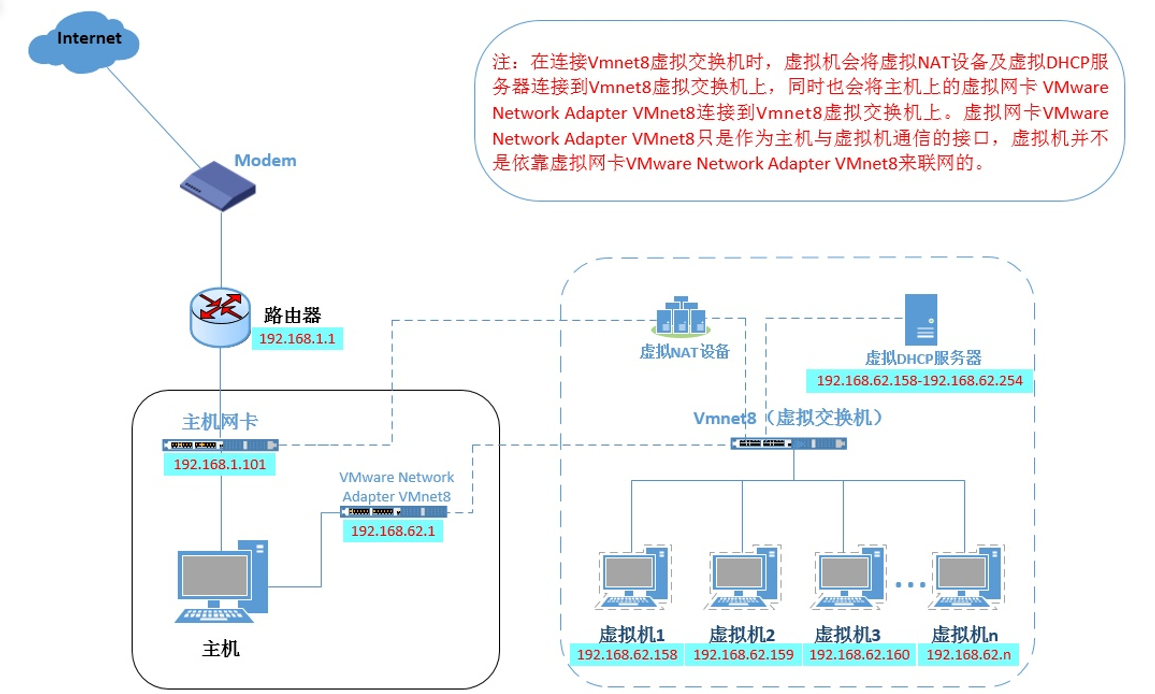 Internet
注：在连接Vmnet8虚拟交换机时，虚拟机会将虚拟NAT设备及虚拟DHCP服
务器连接到Vmnet8虚拟交换机上，同时也会将主机上的虚拟网卡 VMware
Network Adapter VMnet8连接到Vmnet8虚拟交换机上。虚拟网卡VMware
Network Adapter VMnet8只是作为主机与虚拟机通信的接口，虚拟机并不
是依靠虚拟网卡VMware Network Adapter VMnet8来联网的。
Modem
路由器
192.168.1.1
虚拟NAT设备
虚拟DHCP服务器
192.168.62.158-192.168.62.254
主机网卡
192.168.1.101
Vmnet8（虚拟交换机）
VMware Network
Adapter VMnet8
192.168.62.1
主机
虚拟机1
虚拟机2
虚拟机3
虚拟机n
192.168.62.158
192.168.62.159
192.168.62.160
192.168.62.n